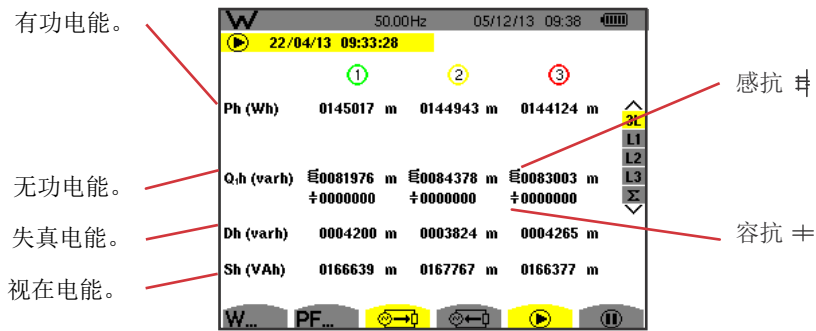 W 50.00Hz 05/12/13 09:38
22/04/13 09:33:28
1 2 3
有功电能。
Ph (Wh) 0145017 m 0144943 m 0144124 m
感抗
3L
L1
L2
L3
Σ
无功电能。
Q₁h (varh) 0081976 m 0084378 m 0083003 m
0000000 0000000 0000000
容抗
失真电能。
Dh (varh) 0004200 m 0003824 m 0004265 m
视在电能。
Sh (VAh) 0166639 m 0167767 m 0166377 m
W... PF...